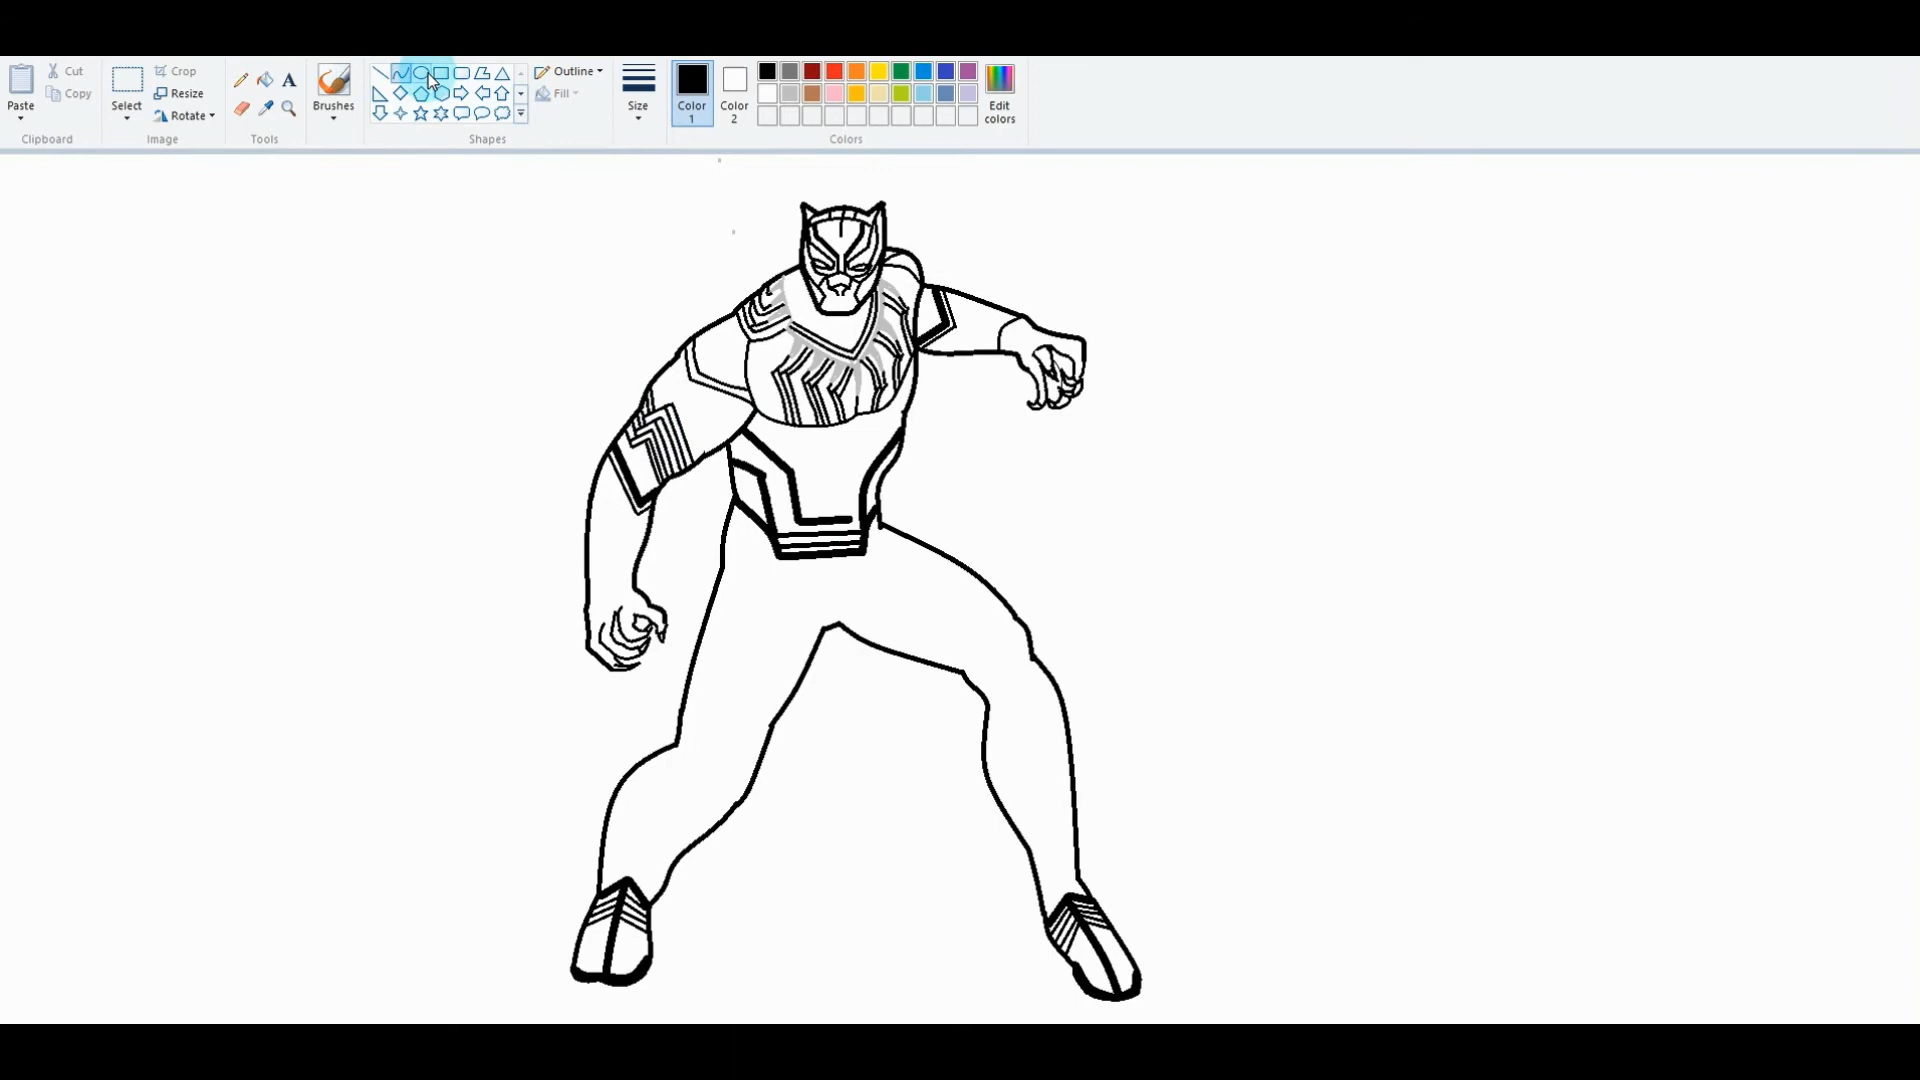 Cut
Crop
Outline
Copy
Resize
Fill
Paste
Select
Rotate
A
Brushes
Size
Color
1
Color
2
Edit
colors
Clipboard
Image
Tools
Shapes
Colors